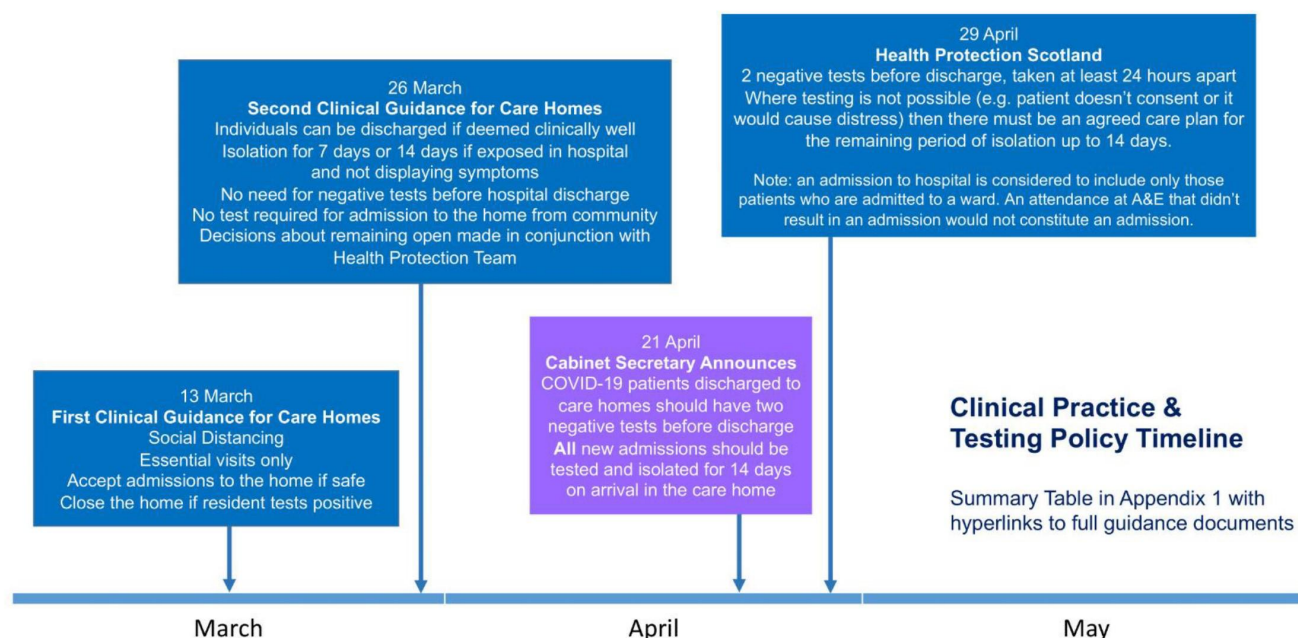 29 April
Health Protection Scotland
2 negative tests before discharge, taken at least 24 hours apart
Where testing is not possible (e.g. patient doesn't consent or it
would cause distress) then there must be an agreed care plan for
the remaining period of isolation up to 14 days.
Note: an admission to hospital is considered to include only those
patients who are admitted to a ward. An attendance at A&E that didn't
result in an admission would not constitute an admission.
26 March
Second Clinical Guidance for Care Homes
Individuals can be discharged if deemed clinically well
Isolation for 7 days or 14 days if exposed in hospital
and not displaying symptoms
No need for negative tests before hospital discharge
No test required for admission to the home from community
Decisions about remaining open made in conjunction with
Health Protection Team
21 April
Cabinet Secretary Announces
COVID-19 patients discharged to
care homes should have two
negative tests before discharge
All new admissions should be
tested and isolated for 14 days
on arrival in the care home
13 March
First Clinical Guidance for Care Homes
Social Distancing
Essential visits only
Accept admissions to the home if safe
Close the home if resident tests positive
Clinical Practice &
Testing Policy Timeline
Summary Table in Appendix 1 with
hyperlinks to full guidance documents
March
April
May